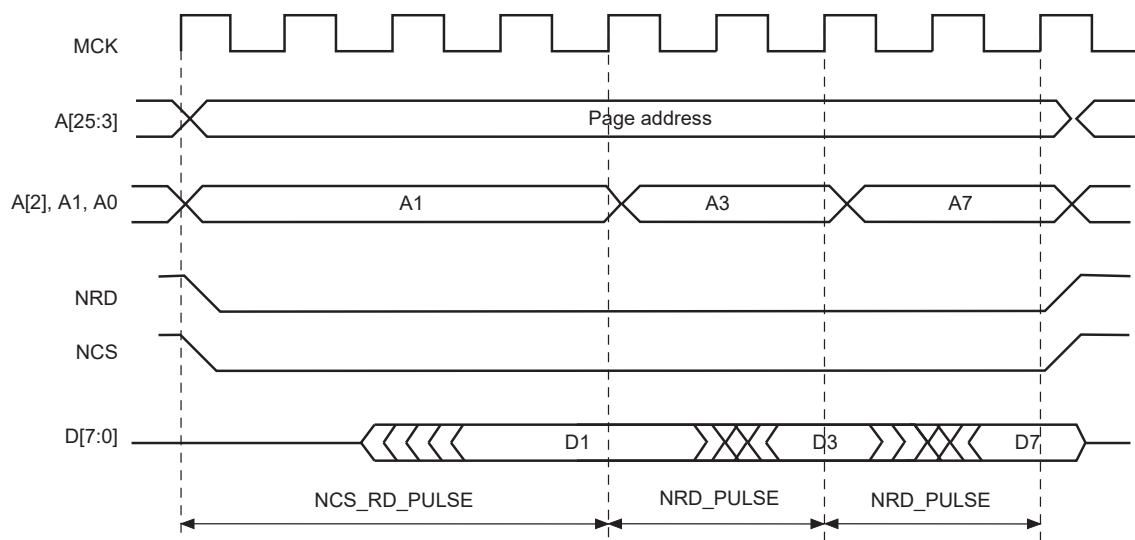 MCK
A[25:3]
Page address
A[2], A1, A0
A1
A3
A7
NRD
NCS
D[7:0]
D1
D3
D7
NCS_RD_PULSE
NRD_PULSE
NRD_PULSE